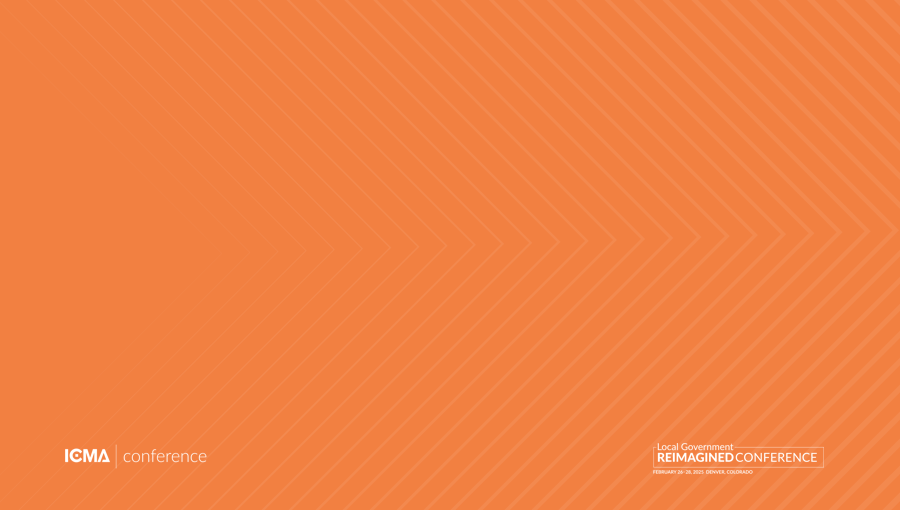 ICMA | conference
Local Government
REIMAGINED CONFERENCE
FEBRUARY 26-28, 2025, DENVER, COLORADO